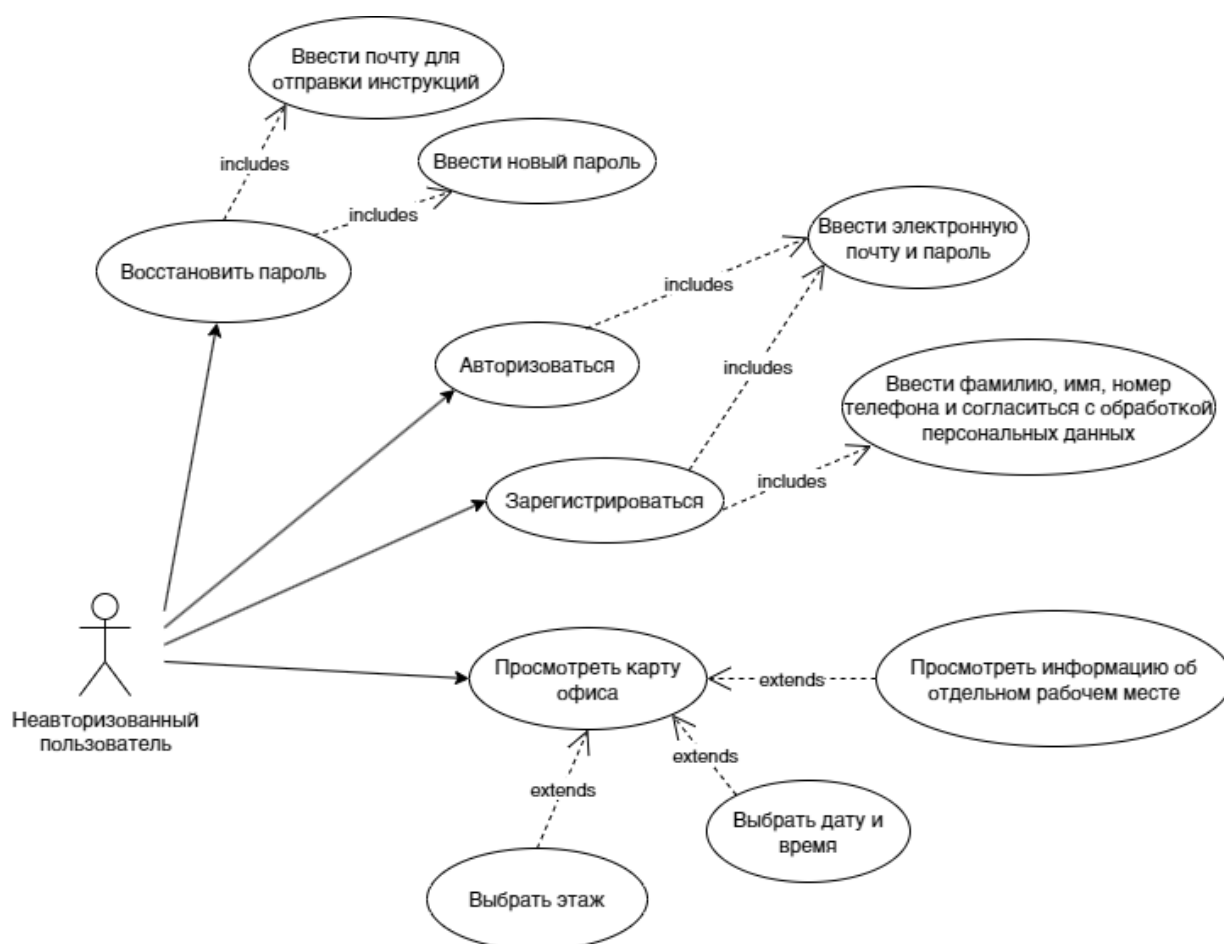 Ввести почту для
отправки инструкций
includes
Ввести новый пароль
includes
Восстановить пароль
Ввести электронную
почту и пароль
includes
Авторизоваться
includes
Ввести фамилию, имя, номер
телефона и согласиться с обработкой
персональных данных
includes
Зарегистрироваться
Неавторизованный
пользователь
Просмотреть карту
офиса
extends
Просмотреть информацию об
отдельном рабочем месте
extends
extends
Выбрать дату и
время
Выбрать этаж